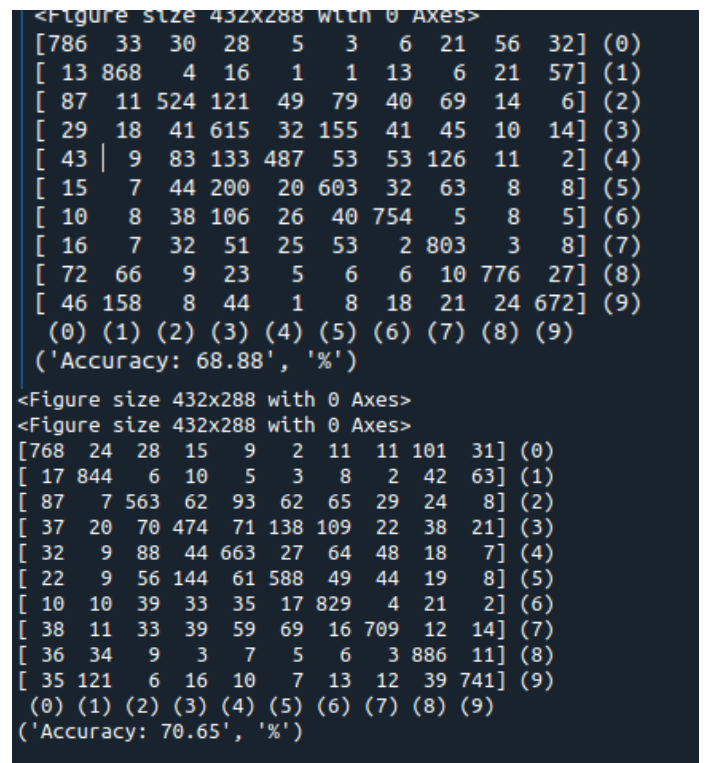 <Figure size 432x288 with 0 Axes>
[786  33  30  28   5   3   6  21  56  32] (0)
[ 13 868   4  16   1   1  13   6  21  57] (1)
[ 87  11 524 121  49  79  40  69  14   6] (2)
[ 29  18  41 615  32 155  41  45  10  14] (3)
[ 43   9  83 133 487  53  53 126  11   2] (4)
[ 15   7  44 200  20 603  32  63   8   8] (5)
[ 10   8  38 106  26  40 754   5   8   5] (6)
[ 16   7  32  51  25  53   2 803   3   8] (7)
[ 72  66   9  23   5   6   6  10 776  27] (8)
[ 46 158   8  44   1   8  18  21  24 672] (9)
 (0) (1) (2) (3) (4) (5) (6) (7) (8) (9)
('Accuracy: 68.88', '%')
<Figure size 432x288 with 0 Axes>
<Figure size 432x288 with 0 Axes>
[768  24  28  15   9   2  11  11 101  31] (0)
[ 17 844   6  10   5   3   8   2  42  63] (1)
[ 87   7 563  62  93  62  65  29  24   8] (2)
[ 37  20  70 474  71 138 109  22  38  21] (3)
[ 32   9  88  44 663  27  64  48  18   7] (4)
[ 22   9  56 144  61 588  49  44  19   8] (5)
[ 10  10  39  33  35  17 829   4  21   2] (6)
[ 38  11  33  39  59  69  16 709  12  14] (7)
[ 36  34   9   3   7   5   6   3 886  11] (8)
[ 35 121   6  16  10   7  13  12  39 741] (9)
 (0) (1) (2) (3) (4) (5) (6) (7) (8) (9)
('Accuracy: 70.65', '%')